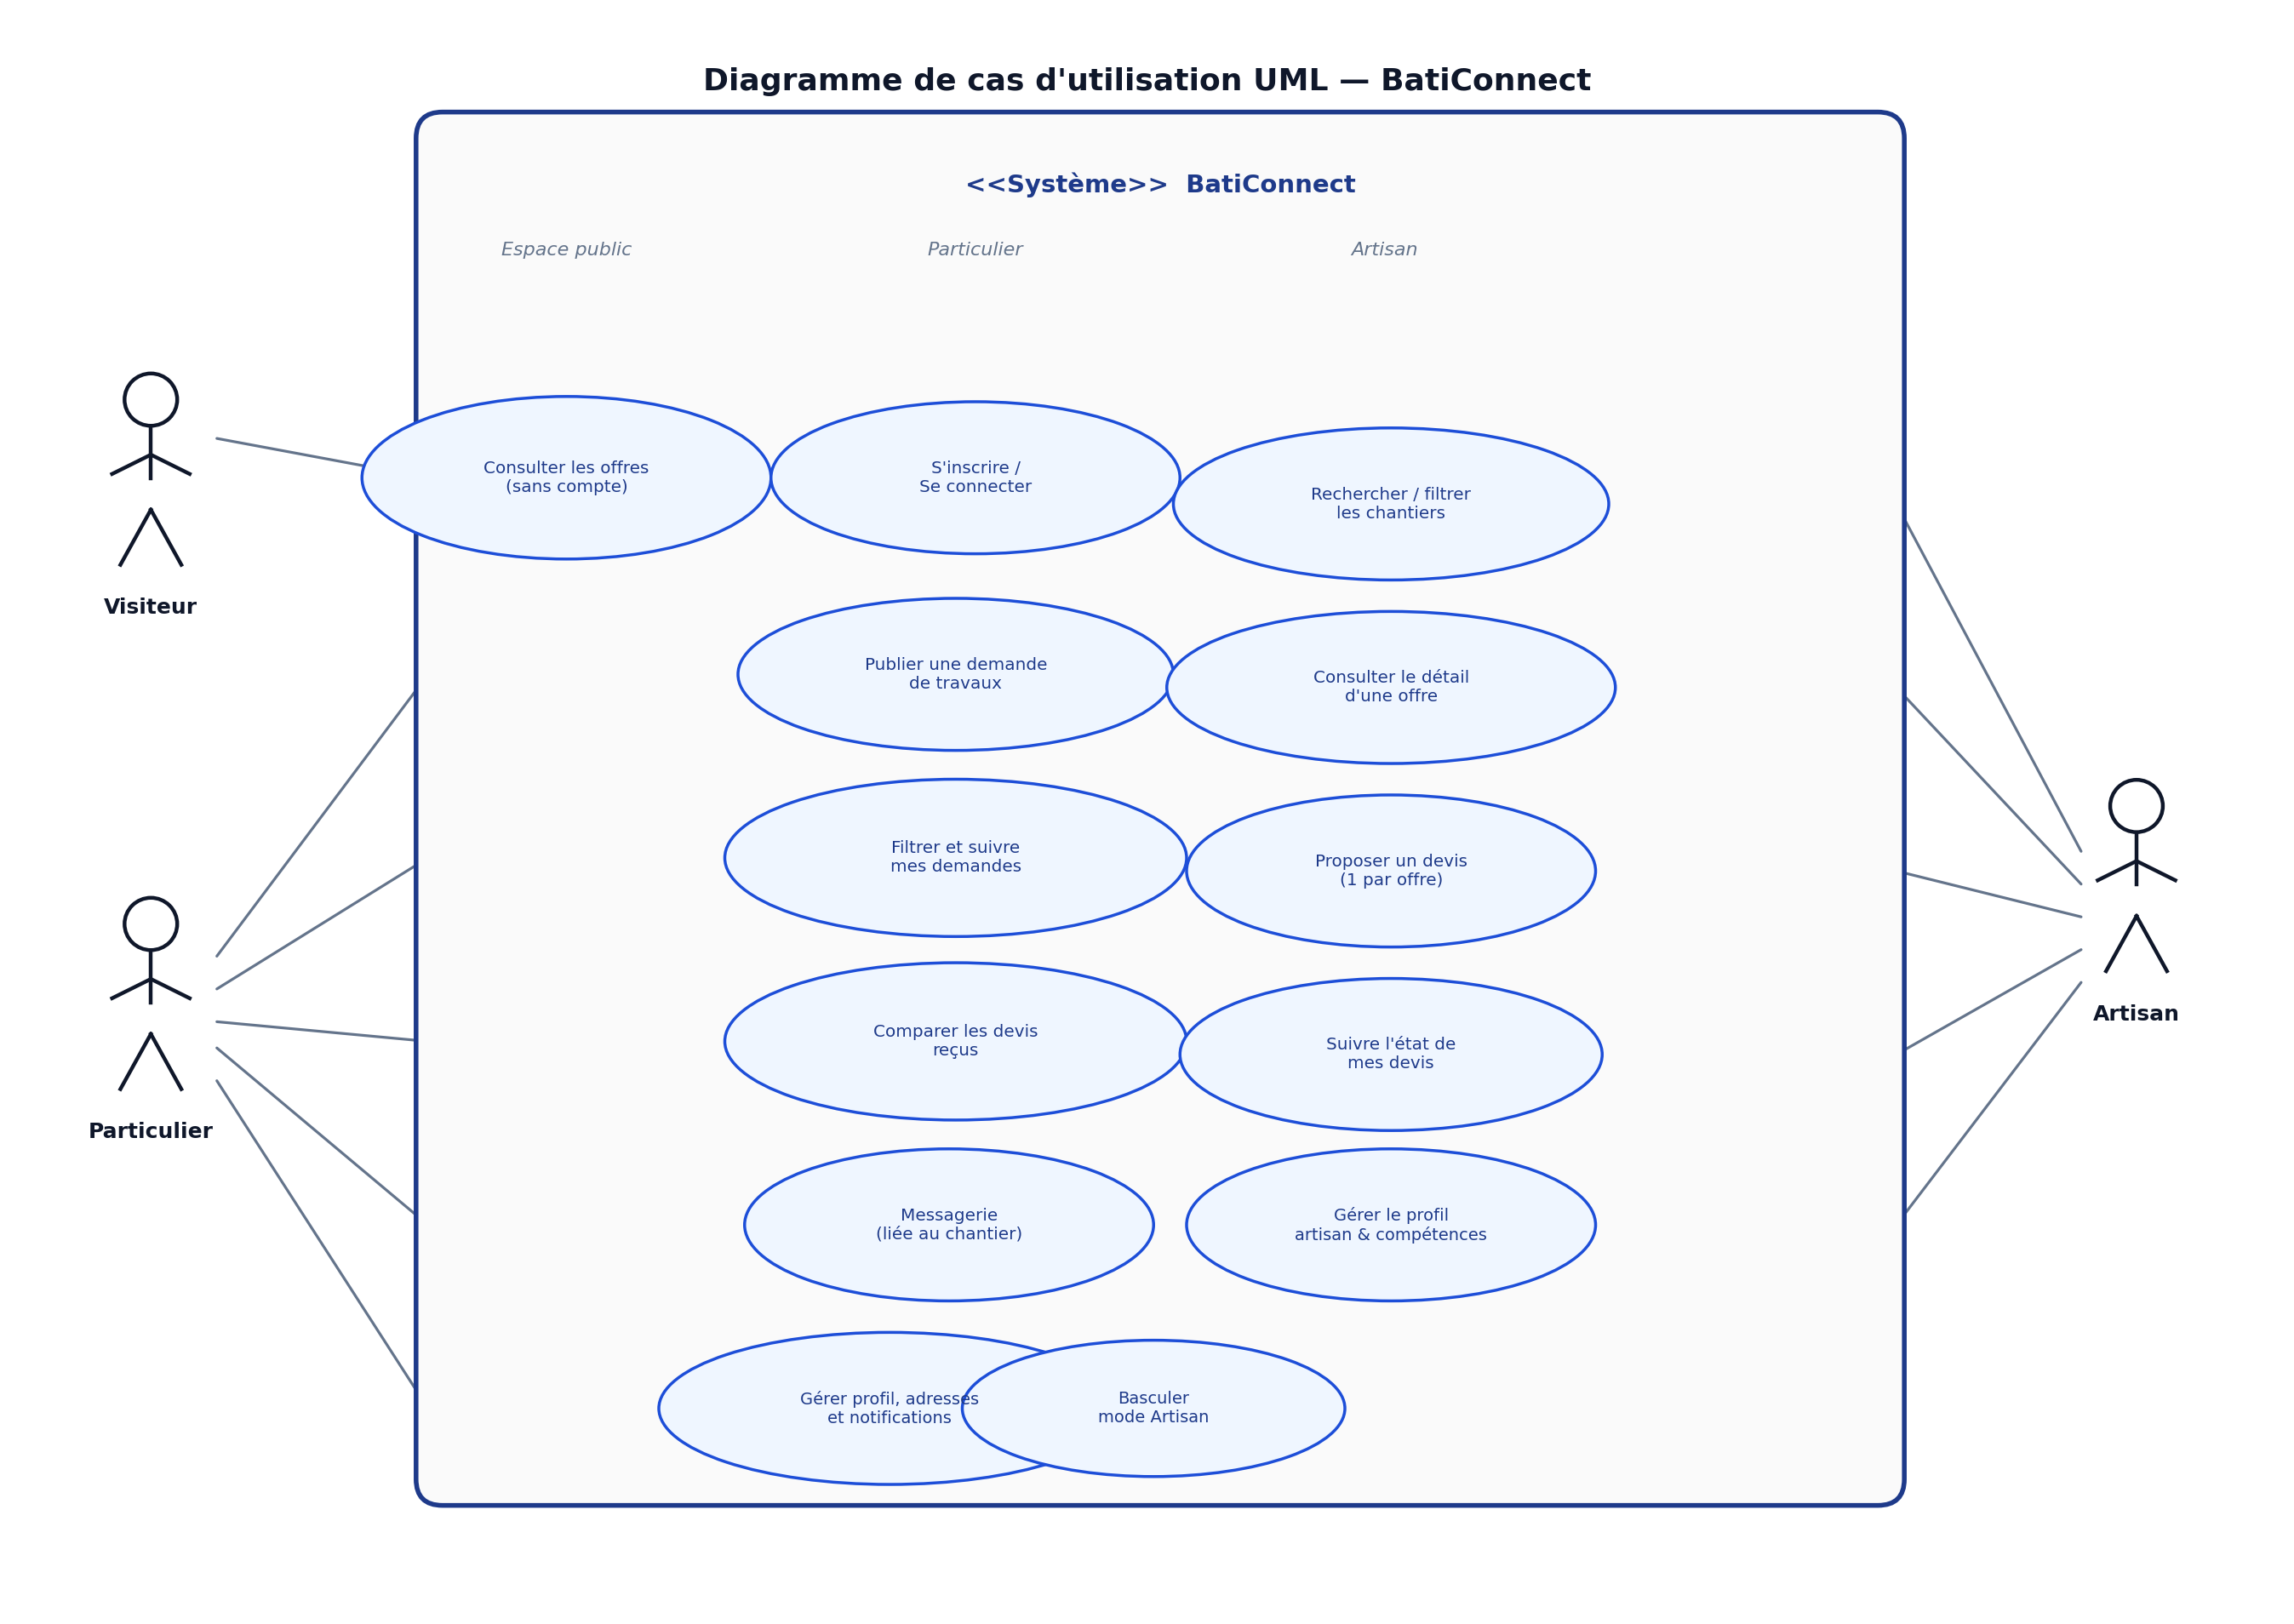 Diagramme de cas d'utilisation UML — BatiConnect
<<Système>>  BatiConnect
Espace public
Particulier
Artisan
Visiteur
Consulter les offres
(sans compte)
S'inscrire /
Se connecter
Rechercher / filtrer
les chantiers
Publier une demande
de travaux
Consulter le détail
d'une offre
Filtrer et suivre
mes demandes
Proposer un devis
(1 par offre)
Particulier
Artisan
Comparer les devis
reçus
Suivre l'état de
mes devis
Messagerie
(liée au chantier)
Gérer le profil
artisan & compétences
Gérer profil, adresses
et notifications
Basculer
mode Artisan